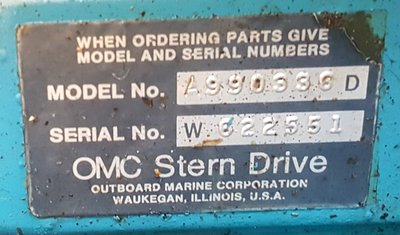 WHEN ORDERING PARTS GIVE
MODEL AND SERIAL NUMBERS
MODEL No. A990336 D
SERIAL No. W 622551
OMC Stern Drive
OUTBOARD MARINE CORPORATION
WAUKEGAN, ILLINOIS, U.S.A.